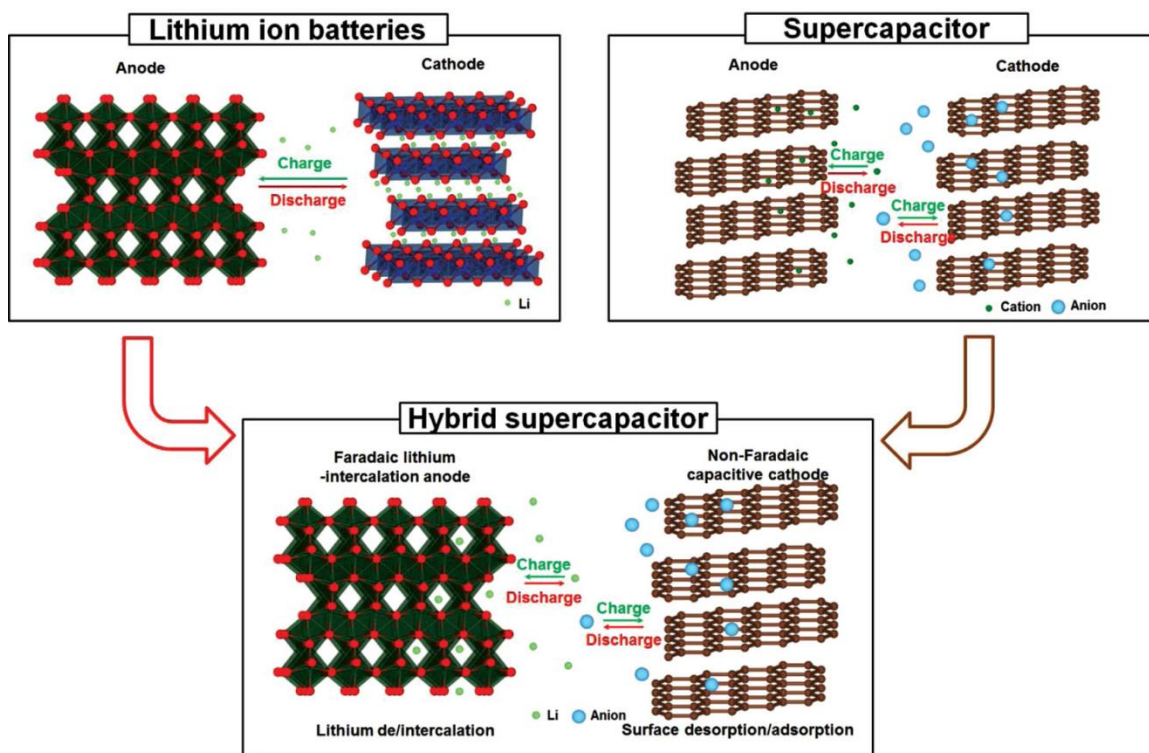 Lithium ion batteries
Anode
Cathode
Charge
Discharge
Li
Supercapacitor
Anode
Cathode
Charge
Discharge
Charge
Discharge
Cation
Anion
Hybrid supercapacitor
Faradaic lithium
-intercalation anode
Non-Faradaic
capacitive cathode
Charge
Discharge
Charge
Discharge
Li
Anion
Lithium de/intercalation
Surface desorption/adsorption